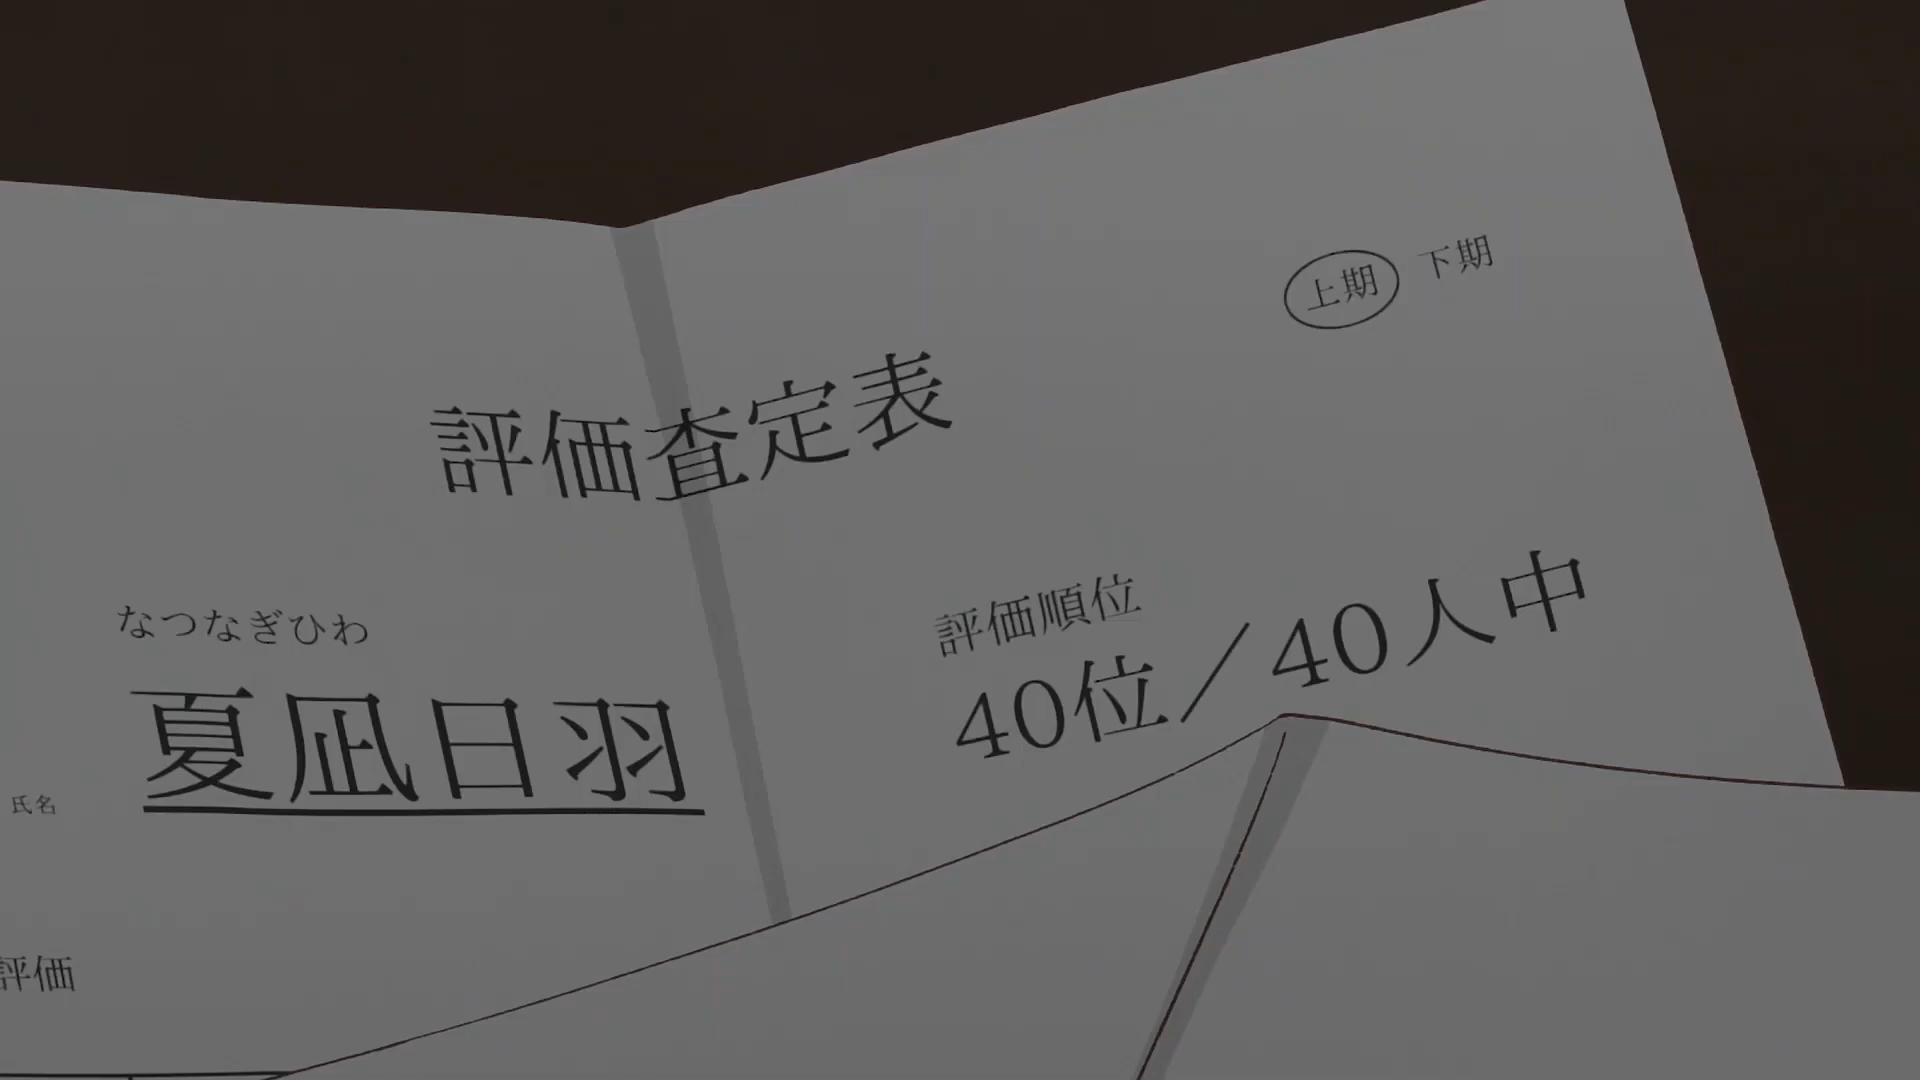 上期 下期
評価査定表
なつなぎひわ
夏凪日羽
氏名
評価順位
40位／40人中
評価